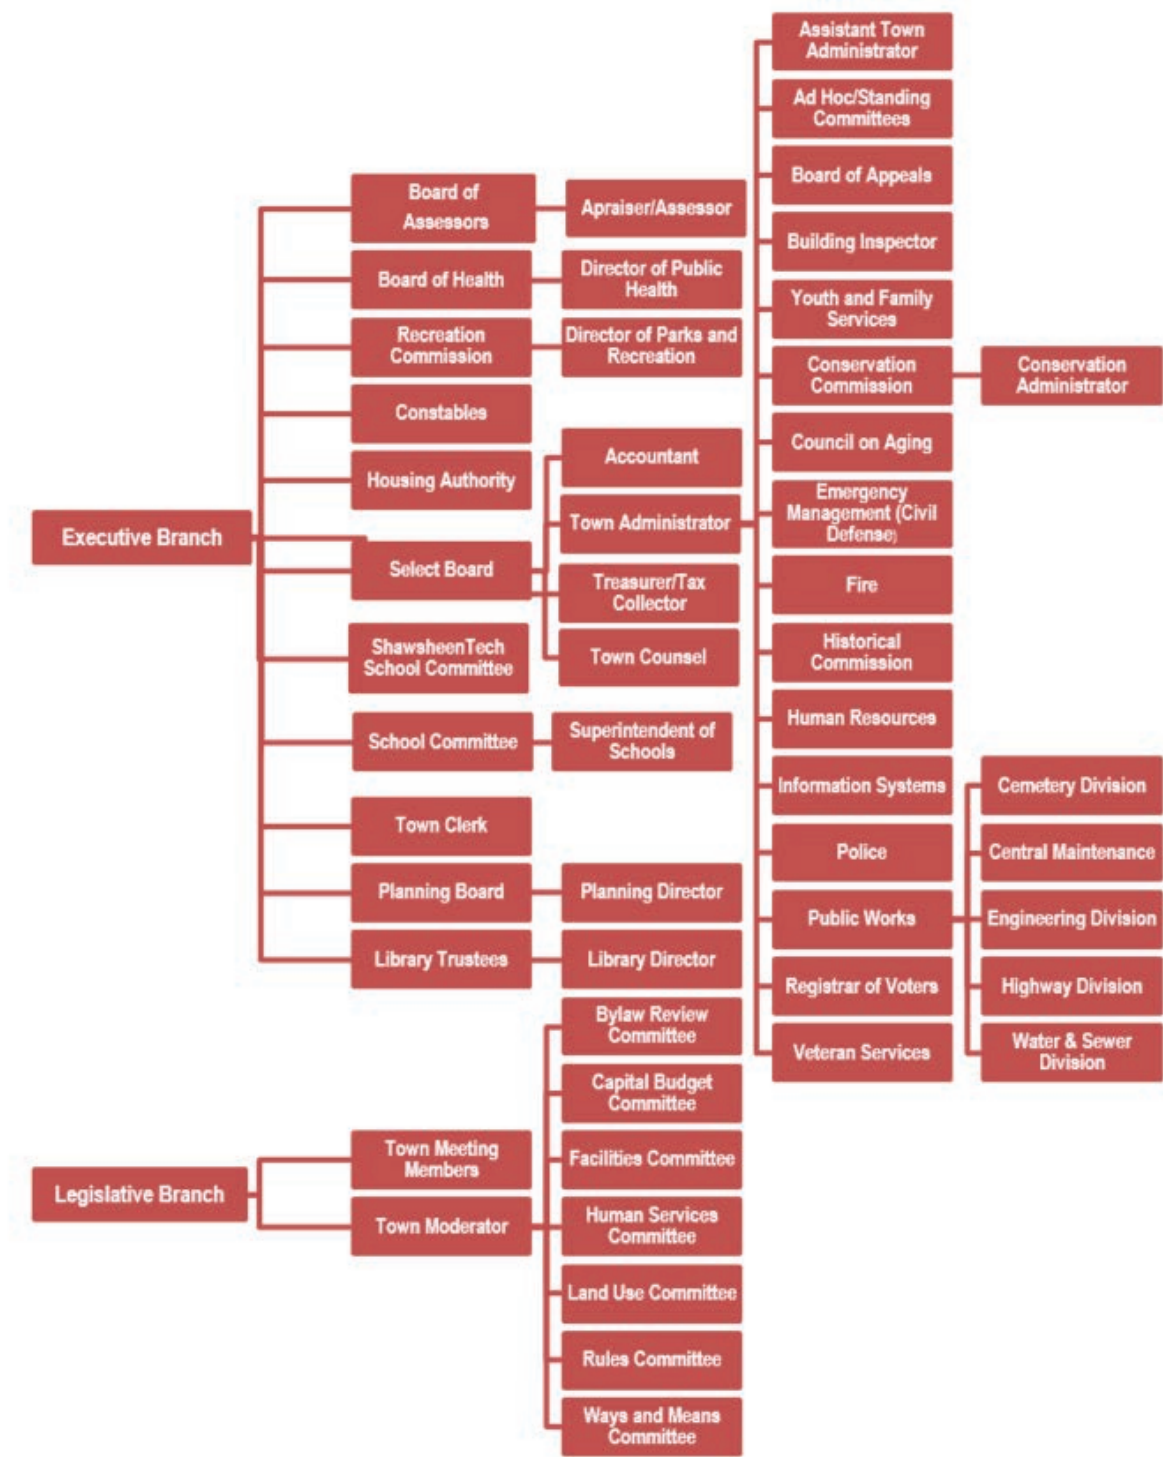 Executive Branch
Board of
Assessors
Apraiser/Assessor
Board of Health
Director of Public
Health
Recreation
Commission
Director of Parks and
Recreation
Constables
Housing Authority
Select Board
Accountant
Town Administrator
Assistant Town
Administrator
Ad Hoc/Standing
Committees
Board of Appeals
Building Inspector
Youth and Family
Services
Conservation
Commission
Conservation
Administrator
Council on Aging
Emergency
Management (Civil
Defense)
Fire
Historical
Commission
Human Resources
Information Systems
Police
Public Works
Cemetery Division
Central Maintenance
Engineering Division
Highway Division
Water & Sewer
Division
Registrar of Voters
Veteran Services
Treasurer/Tax
Collector
Town Counsel
ShawsheenTech
School Committee
School Committee
Superintendent of
Schools
Town Clerk
Planning Board
Planning Director
Library Trustees
Library Director
Legislative Branch
Town Meeting
Members
Town Moderator
Bylaw Review
Committee
Capital Budget
Committee
Facilities Committee
Human Services
Committee
Land Use Committee
Rules Committee
Ways and Means
Committee